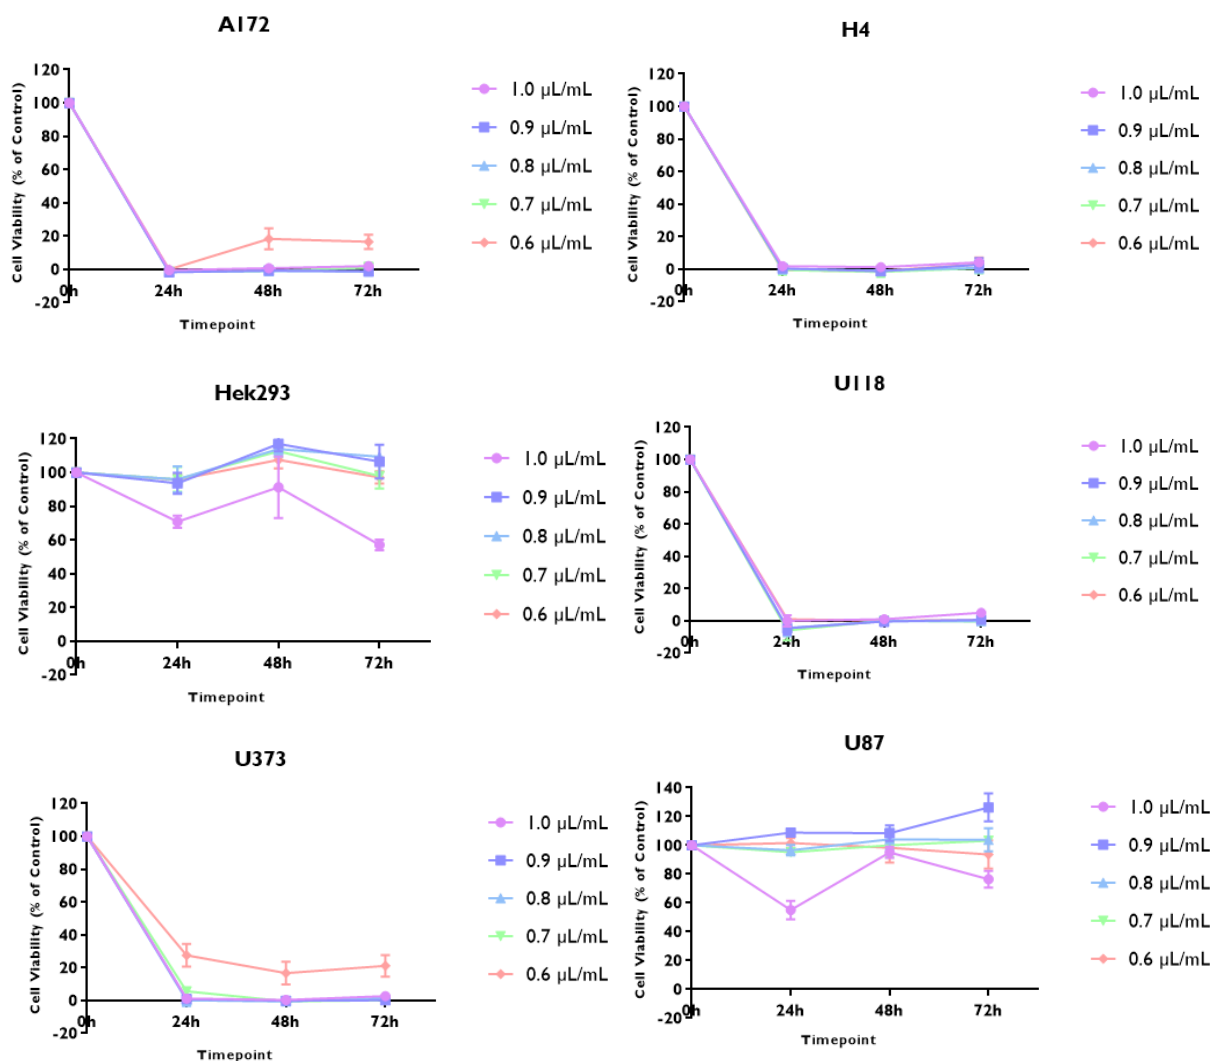 A172
Cell Viability (% of Control)
120
100
80
60
40
20
0
-20
0h
24h
48h
72h
Timepoint
1.0 µL/mL
0.9 µL/mL
0.8 µL/mL
0.7 µL/mL
0.6 µL/mL
H4
Cell Viability (% of Control)
120
100
80
60
40
20
0
-20
0h
24h
48h
72h
Timepoint
1.0 µL/mL
0.9 µL/mL
0.8 µL/mL
0.7 µL/mL
0.6 µL/mL
Hek293
Cell Viability (% of Control)
120
100
80
60
40
20
0
-20
0h
24h
48h
72h
Timepoint
1.0 µL/mL
0.9 µL/mL
0.8 µL/mL
0.7 µL/mL
0.6 µL/mL
U118
Cell Viability (% of Control)
120
100
80
60
40
20
0
-20
0h
24h
48h
72h
Timepoint
1.0 µL/mL
0.9 µL/mL
0.8 µL/mL
0.7 µL/mL
0.6 µL/mL
U373
Cell Viability (% of Control)
120
100
80
60
40
20
0
-20
0h
24h
48h
72h
Timepoint
1.0 µL/mL
0.9 µL/mL
0.8 µL/mL
0.7 µL/mL
0.6 µL/mL
U87
Cell Viability (% of Control)
140
120
100
80
60
40
20
0
-20
0h
24h
48h
72h
Timepoint
1.0 µL/mL
0.9 µL/mL
0.8 µL/mL
0.7 µL/mL
0.6 µL/mL